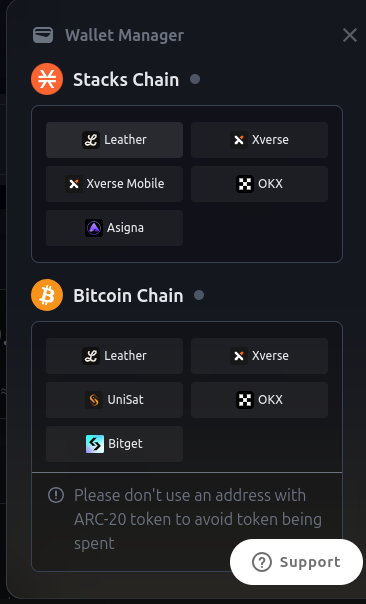 Wallet Manager
Stacks Chain
Leather
Xverse
Xverse Mobile
OKX
Asigna
Bitcoin Chain
Leather
Xverse
UniSat
OKX
Bitget
Please don't use an address with
ARC-20 token to avoid token being
spent
Support